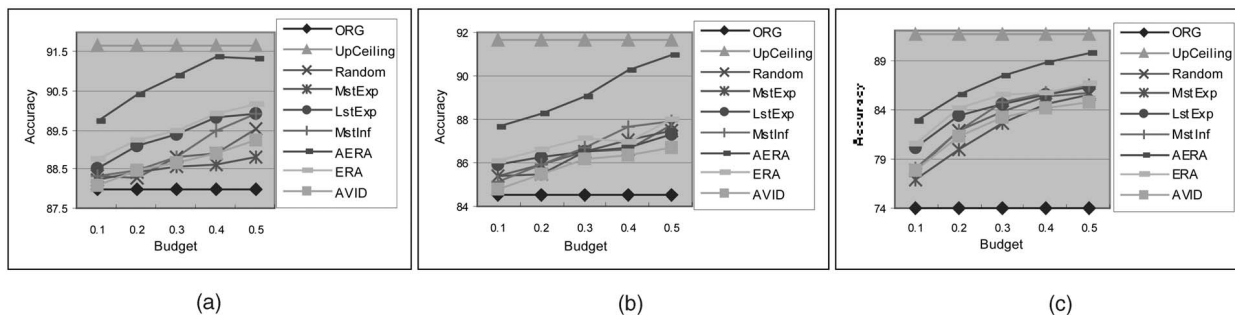 91.5
90.5
89.5
88.5
87.5
Accuracy
0.1 0.2 0.3 0.4 0.5
Budget
ORG
UpCeiling
Random
MstExp
LstExp
MstInf
AERA
ERA
AVID
(a)
92
90
88
86
84
Accuracy
0.1 0.2 0.3 0.4 0.5
Budget
ORG
UpCeiling
Random
MstExp
LstExp
MstInf
AERA
ERA
AVID
(b)
89
84
79
74
Accuracy
0.1 0.2 0.3 0.4 0.5
Budget
ORG
UpCeiling
Random
MstExp
LstExp
MstInf
AERA
ERA
AVID
(c)